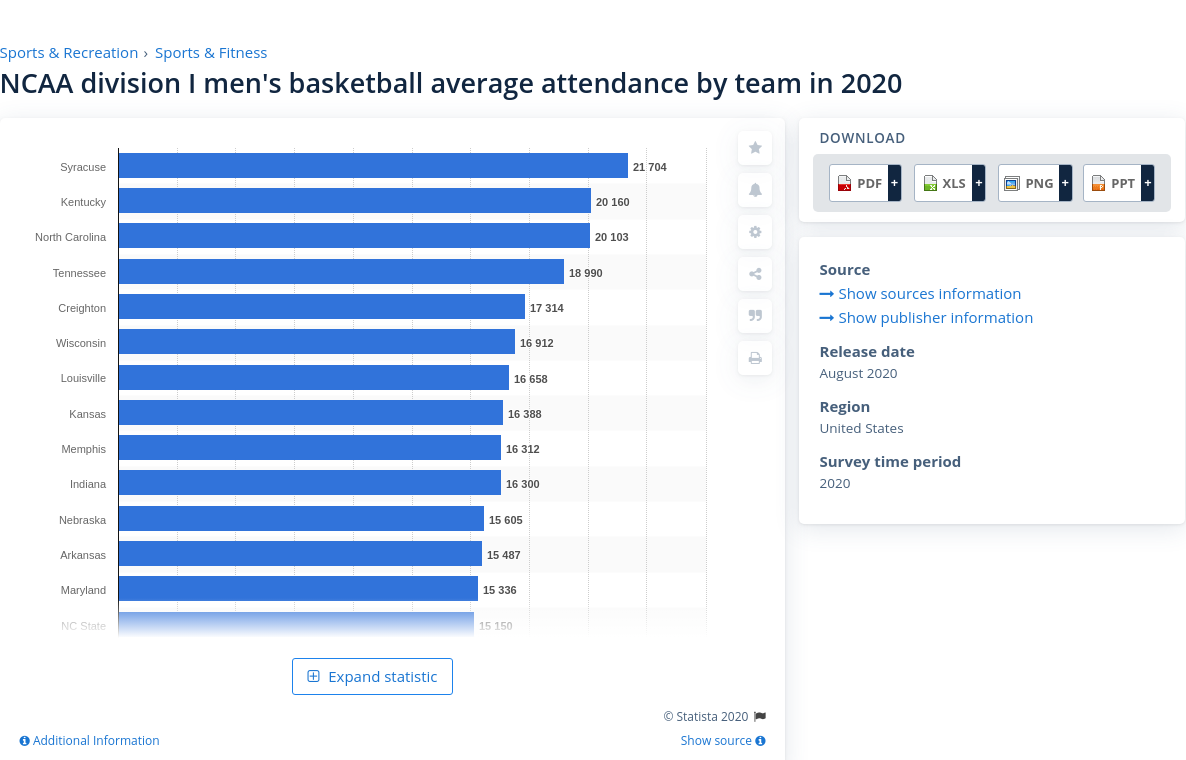 Sports & Recreation › Sports & Fitness
NCAA division I men's basketball average attendance by team in 2020
Syracuse 21 704
Kentucky 20 160
North Carolina 20 103
Tennessee 18 990
Creighton 17 314
Wisconsin 16 912
Louisville 16 658
Kansas 16 388
Memphis 16 312
Indiana 16 300
Nebraska 15 605
Arkansas 15 487
Maryland 15 336
NC State 15 150
Expand statistic
© Statista 2020
Additional Information
Show source
DOWNLOAD
PDF + XLS + PNG + PPT +
Source
Show sources information
Show publisher information
Release date
August 2020
Region
United States
Survey time period
2020